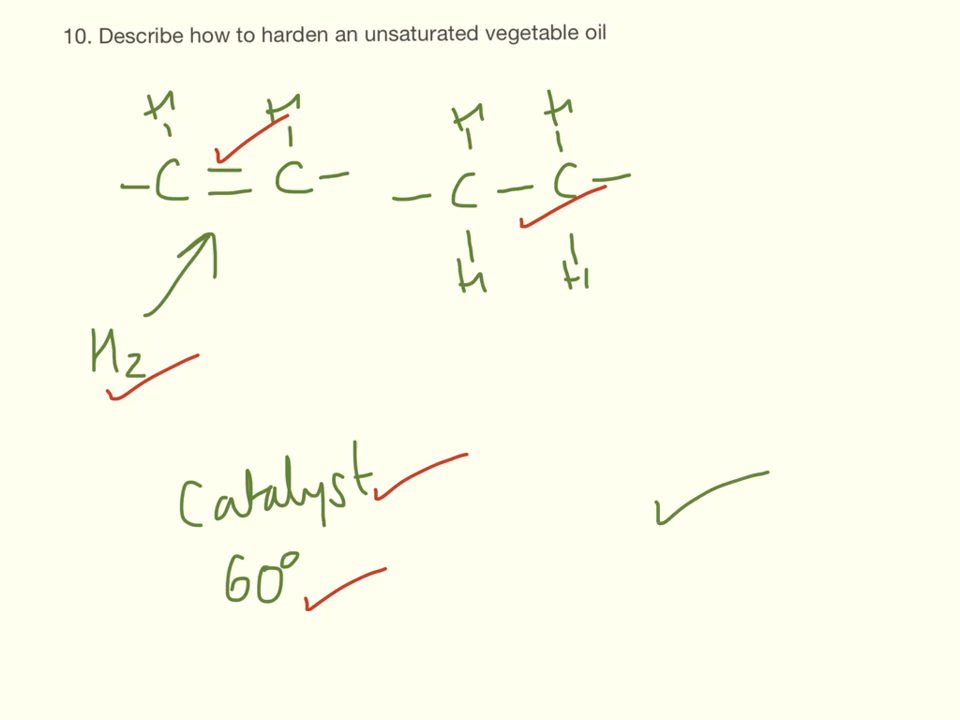 10. Describe how to harden an unsaturated vegetable oil
H H H H
-C = C- - C - C -
H H
H2
Catalyst
60°